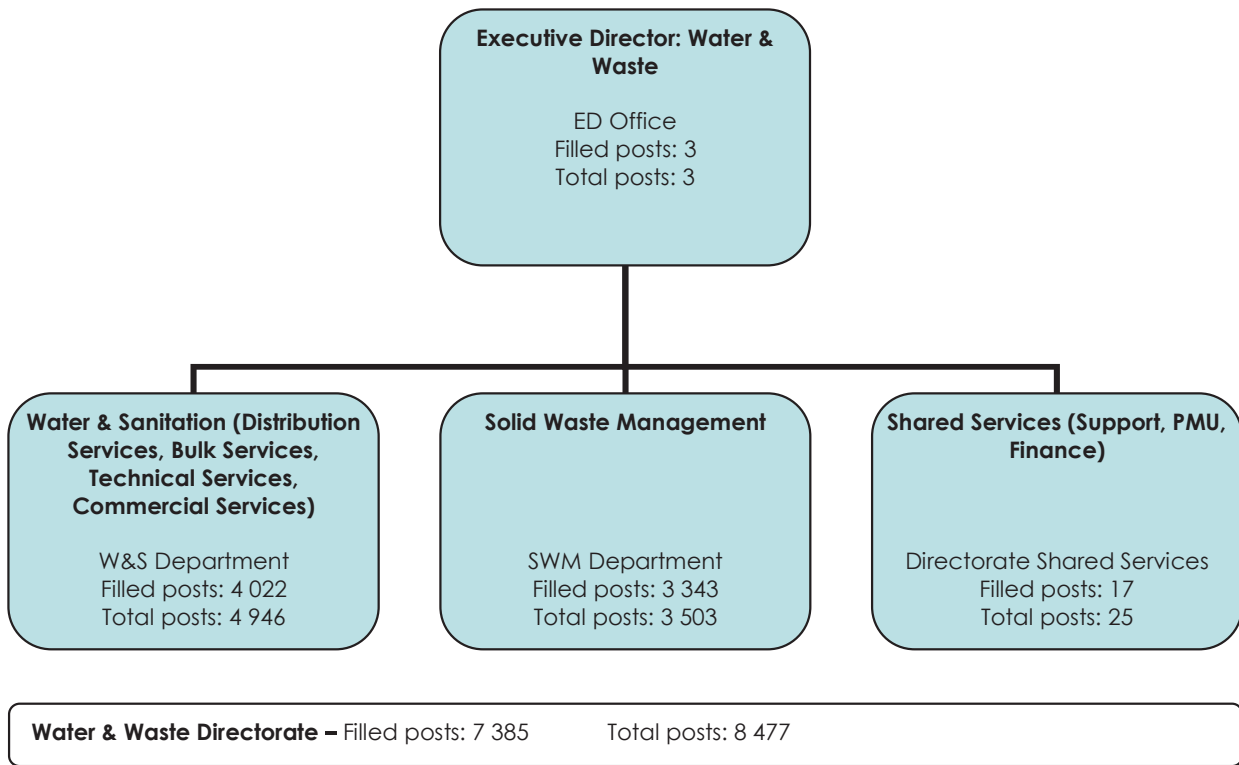 Executive Director: Water &
Waste
ED Office
Filled posts: 3
Total posts: 3
Water & Sanitation (Distribution
Services, Bulk Services,
Technical Services,
Commercial Services)
W&S Department
Filled posts: 4 022
Total posts: 4 946
Solid Waste Management
SWM Department
Filled posts: 3 343
Total posts: 3 503
Shared Services (Support, PMU,
Finance)
Directorate Shared Services
Filled posts: 17
Total posts: 25
Water & Waste Directorate – Filled posts: 7 385 Total posts: 8 477